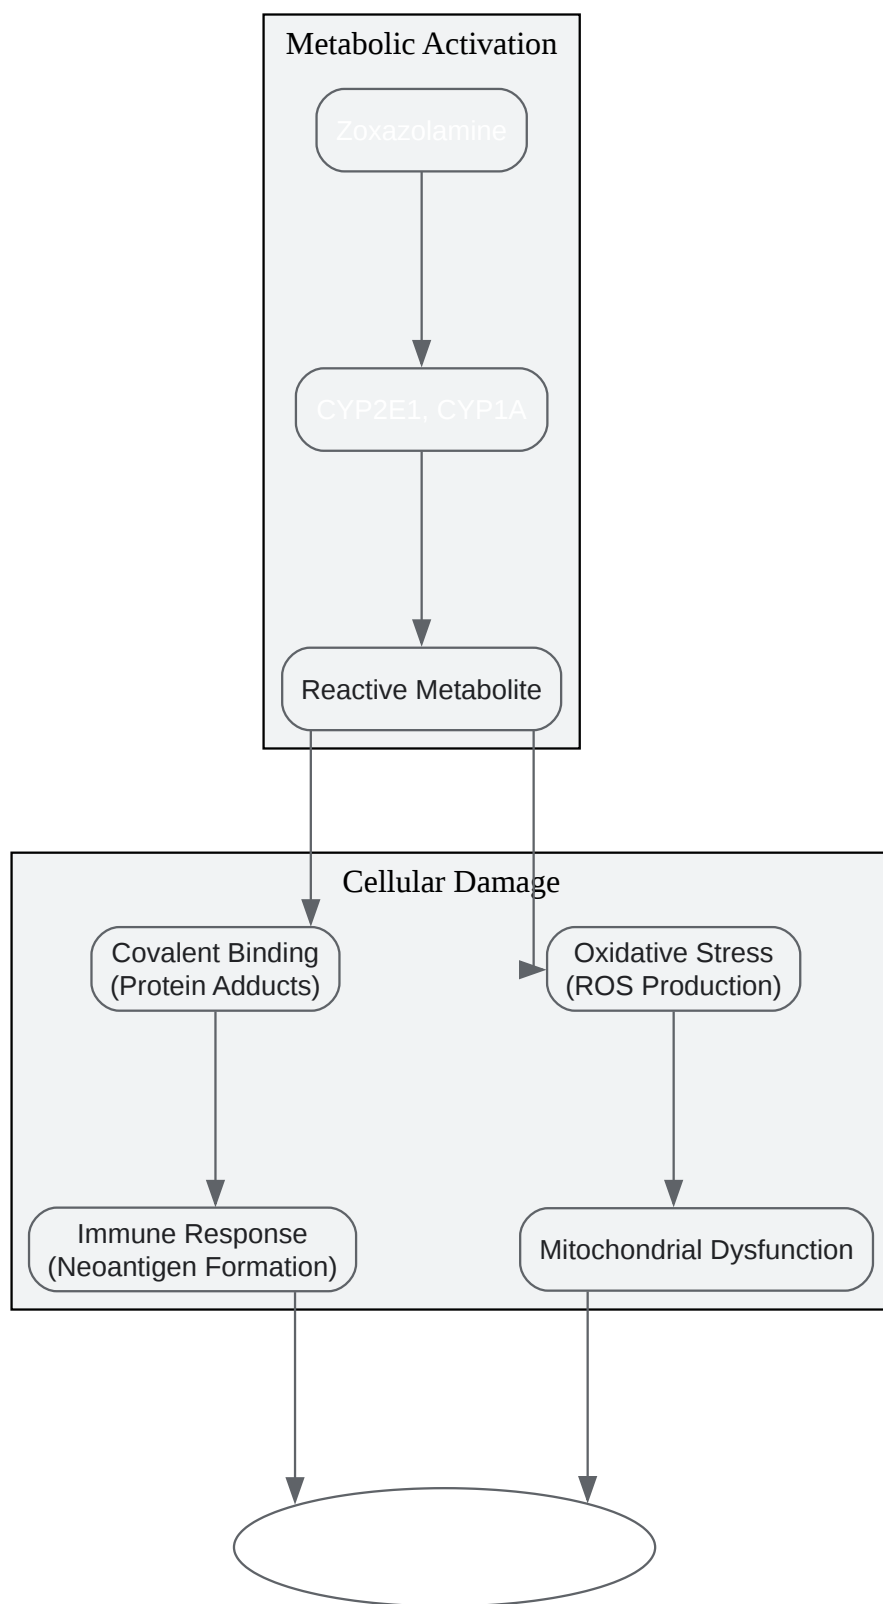 Metabolic Activation
Zoxazolamine
CYP2E1, CYP1A
Reactive Metabolite
Cellular Damage
Covalent Binding
(Protein Adducts)
Oxidative Stress
(ROS Production)
Immune Response
(Neoantigen Formation)
Mitochondrial Dysfunction